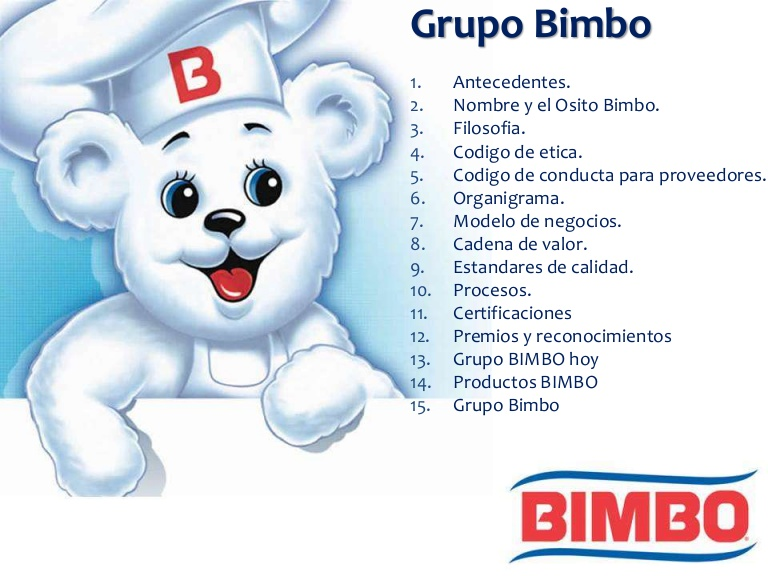 Grupo Bimbo
B
1. Antecedentes.
2. Nombre y el Osito Bimbo.
3. Filosofia.
4. Codigo de etica.
5. Codigo de conducta para proveedores.
6. Organigrama.
7. Modelo de negocios.
8. Cadena de valor.
9. Estandares de calidad.
10. Procesos.
11. Certificaciones
12. Premios y reconocimientos
13. Grupo BIMBO hoy
14. Productos BIMBO
15. Grupo Bimbo
BIMBO®